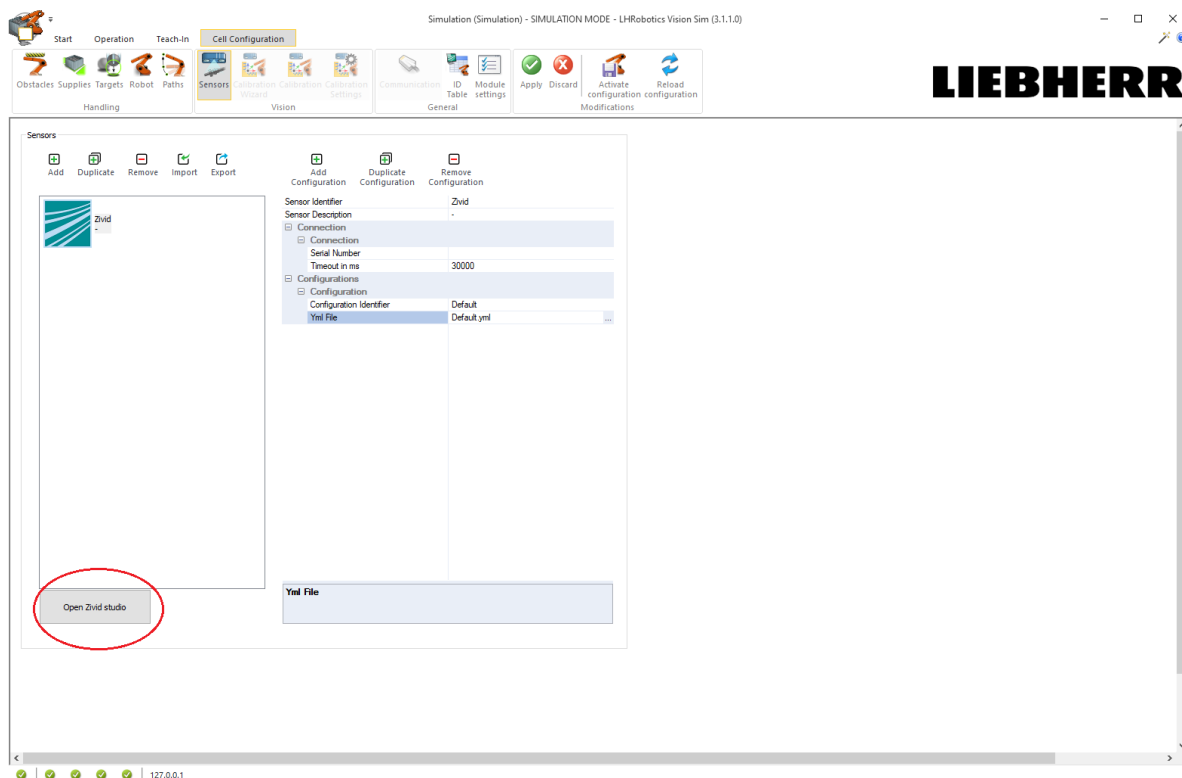 Simulation (Simulation) - SIMULATION MODE - LHRobotics Vision Sim (3.1.1.0)
Start Operation Teach-In Cell Configuration
Obstacles Supplies Targets Robot Paths
Handling
Sensors Calibration Wizard Calibration Calibration Settings
Vision
Communication ID Table Module settings
General
Apply Discard Activate configuration Reload configuration
Modifications
LIEBHERR
Sensors
Add Duplicate Remove Import Export
Add Configuration Duplicate Configuration Remove Configuration
Zivid
-
Sensor Identifier Zivid
Sensor Description -
Connection
Connection
Serial Number
Timeout in ms 30000
Configurations
Configuration
Configuration Identifier Default
Yml File Default.yml ...
Yml File
Open Zivid studio
127.0.0.1